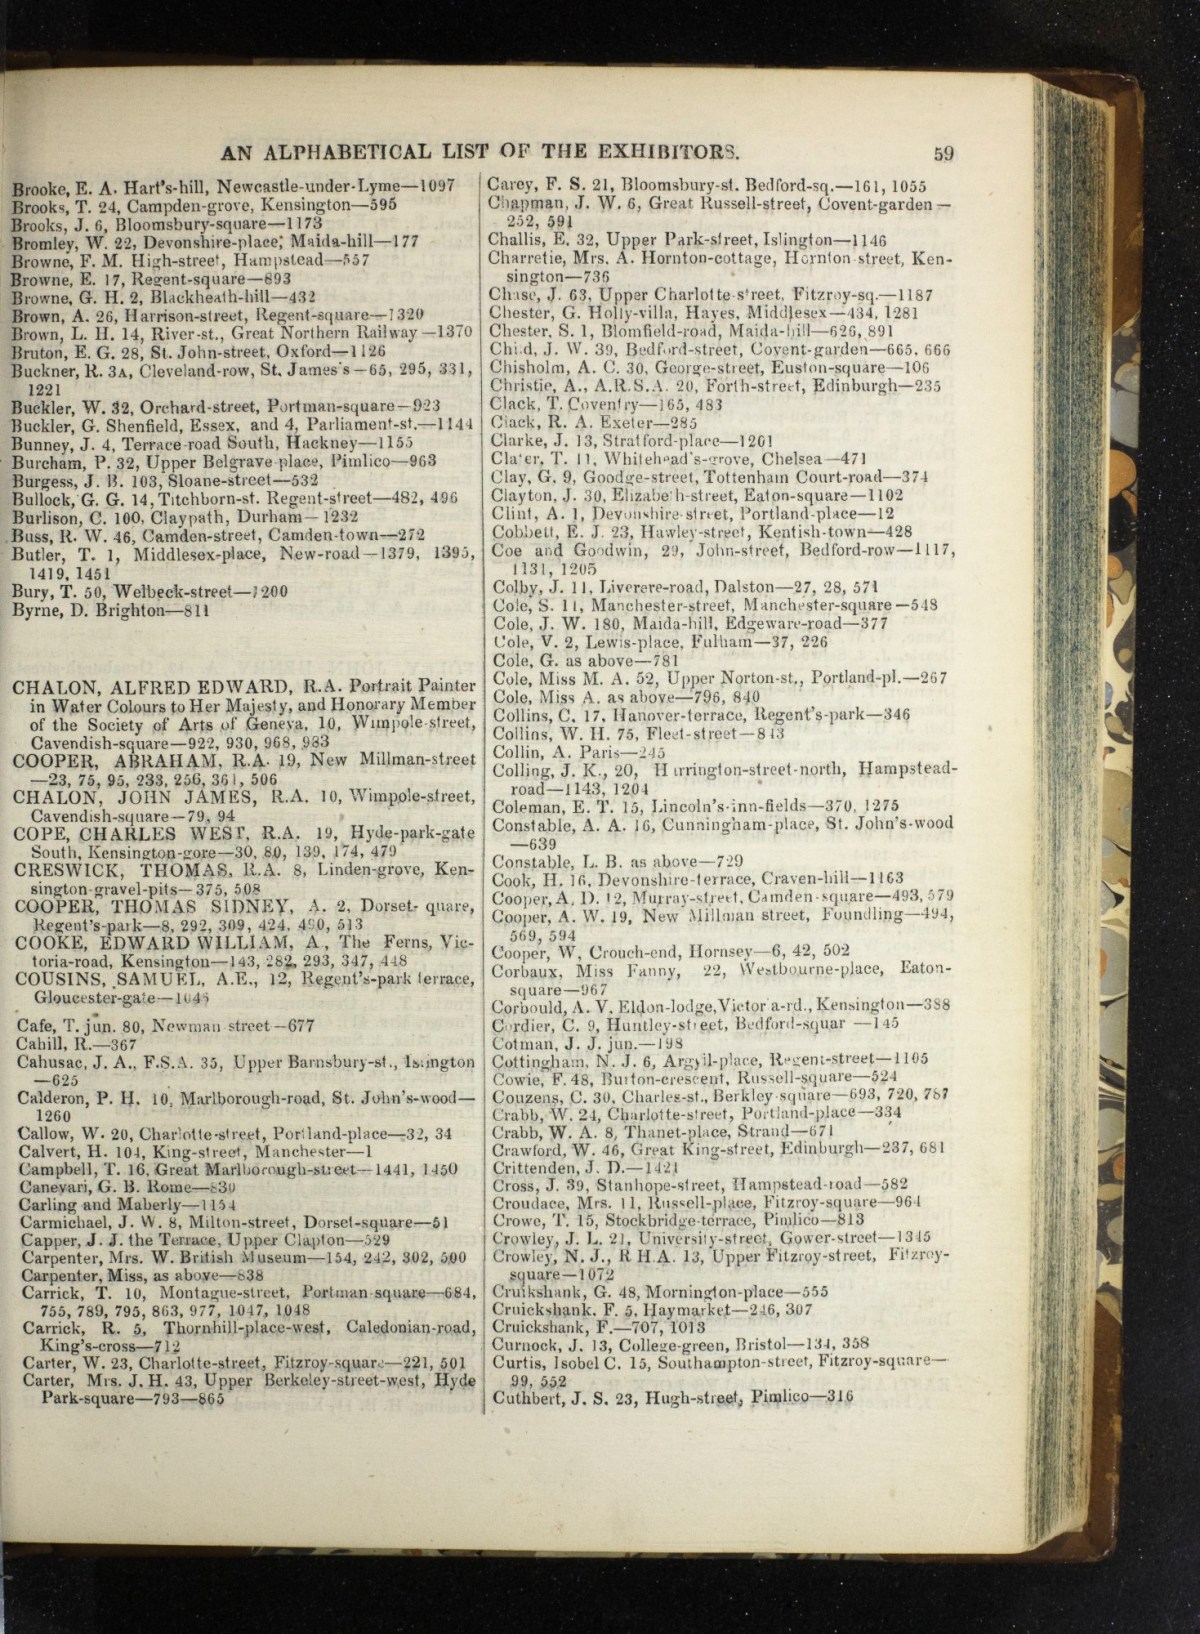 AN ALPHABETICAL LIST OF THE EXHIBITORS. 59
Brooke, E. A. Hart's-hill, Newcastle-under-Lyme—1097
Brooks, T. 24, Campden-grove, Kensington—595
Brooks, J. 6, Bloomsbury-square—1173
Bromley, W. 22, Devonshire-place, Maida-hill—177
Browne, F. M. High-street, Hampstead—557
Browne, E. 17, Regent-square—893
Browne, G. H. 2, Blackheath-hill—432
Brown, A. 26, Harrison-street, Regent-square—1320
Brown, L. H. 14, River-st., Great Northern Railway—1370
Bruton, E. G. 28, St. John-street, Oxford—1126
Buckner, R. 3A, Cleveland-row, St. James's—65, 295, 331,
1221
Buckler, W. 32, Orchard-street, Portman-square—923
Buckler, G. Shenfield, Essex, and 4, Parliament-st.—1144
Bunney, J. 4, Terrace-road South, Hackney—1155
Burcham, P. 32, Upper Belgrave-place, Pimlico—963
Burgess, J. B. 103, Sloane-street—532
Bullock, G. G. 14, Titchborn-st. Regent-street—482, 496
Burlison, C. 100, Claypath, Durham—1232
Buss, R. W. 46, Camden-street, Camden-town—272
Butler, T. 1, Middlesex-place, New-road—1379, 1395,
1419, 1451
Bury, T. 50, Welbeck-street—1200
Byrne, D. Brighton—811
CHALON, ALFRED EDWARD, R.A. Portrait Painter
in Water Colours to Her Majesty, and Honorary Member
of the Society of Arts of Geneva, 10, Wimpole-street,
Cavendish-square—922, 930, 968, 983
COOPER, ABRAHAM, R.A. 19, New Millman-street
—23, 75, 95, 233, 256, 361, 506
CHALON, JOHN JAMES, R.A. 10, Wimpole-street,
Cavendish-square—79, 94
COPE, CHARLES WEST, R.A. 19, Hyde-park-gate
South, Kensington-gore—30, 80, 139, 174, 479
CRESWICK, THOMAS, R.A. 8, Linden-grove, Ken-
sington-gravel-pits—375, 508
COOPER, THOMAS SIDNEY, A. 2, Dorset- quare,
Regent's-park—8, 292, 309, 424, 490, 513
COOKE, EDWARD WILLIAM, A., The Ferns, Vic-
toria-road, Kensington—143, 282, 293, 347, 448
COUSINS, SAMUEL, A.E., 12, Regent's-park terrace,
Gloucester-gate—1045
Cafe, T. jun. 80, Newman street—677
Cahill, R.—367
Cahusac, J. A., F.S.A. 35, Upper Barnsbury-st., Islington
—625
Calderon, P. H. 10, Marlborough-road, St. John's-wood—
1260
Callow, W. 20, Charlotte-street, Portland-place—32, 34
Calvert, H. 104, King-street, Manchester—1
Campbell, T. 16, Great Marlborough-street—1441, 1450
Canevari, G. B. Rome—830
Carling and Maberly—1154
Carmichael, J. W. 8, Milton-street, Dorset-square—51
Capper, J. J. the Terrace, Upper Clapton—529
Carpenter, Mrs. W. British Museum—154, 242, 302, 500
Carpenter, Miss, as above—838
Carrick, T. 10, Montague-street, Portman-square—684,
755, 789, 795, 863, 977, 1047, 1048
Carrick, R. 5, Thornhill-place-west, Caledonian-road,
King's-cross—712
Carter, W. 23, Charlotte-street, Fitzroy-square—221, 501
Carter, Mrs. J. H. 43, Upper Berkeley-street-west, Hyde
Park-square—793—865
Carey, F. S. 21, Bloomsbury-st. Bedford-sq.—161, 1055
Chapman, J. W. 6, Great Russell-street, Covent-garden—
252, 591
Challis, E. 32, Upper Park-street, Islington—1146
Charretie, Mrs. A. Hornton-cottage, Hornton-street, Ken-
sington—736
Chase, J. 63, Upper Charlotte-street, Fitzroy-sq.—1187
Chester, G. Holly-villa, Hayes, Middlesex—434, 1281
Chester, S. 1, Blomfield-road, Maida-hill—626, 891
Child, J. W. 39, Bedford-street, Covent-garden—665, 666
Chisholm, A. C. 30, George-street, Euston-square—106
Christie, A., A.R.S.A. 20, Forth-street, Edinburgh—235
Clack, T. Coventry—165, 483
Clack, R. A. Exeter—285
Clarke, J. 13, Stratford-place—1201
Clater, T. 11, Whitehead's-grove, Chelsea—471
Clay, G. 9, Goodge-street, Tottenham Court-road—374
Clayton, J. 30, Elizabeth-street, Eaton-square—1102
Clint, A. 1, Devonshire-street, Portland-place—12
Cobbett, E. J. 23, Hawley-street, Kentish-town—428
Coe and Goodwin, 29, John-street, Bedford-row—1117,
1131, 1205
Colby, J. 11, Liverere-road, Dalston—27, 28, 571
Cole, S. 11, Manchester-street, Manchester-square—548
Cole, J. W. 180, Maida-hill, Edgeware-road—377
Cole, V. 2, Lewis-place, Fulham—37, 226
Cole, G. as above—781
Cole, Miss M. A. 52, Upper Norton-st., Portland-pl.—267
Cole, Miss A. as above—796, 840
Collins, C. 17, Hanover-terrace, Regent's-park—346
Collins, W. H. 75, Fleet-street—843
Collin, A. Paris—245
Colling, J. K., 20, Harrington-street-north, Hampstead-
road—1143, 1204
Coleman, E. T. 15, Lincoln's-inn-fields—370, 1275
Constable, A. A. 16, Cunningham-place, St. John's-wood
—639
Constable, L. B. as above—729
Cook, H. 16, Devonshire-terrace, Craven-hill—1163
Cooper, A. D. 12, Murray-street, Camden-square—493, 579
Cooper, A. W. 19, New Millman street, Foundling—494,
569, 594
Cooper, W, Crouch-end, Hornsey—6, 42, 502
Corbaux, Miss Fanny, 22, Westbourne-place, Eaton-
square—967
Corbould, A. V. Eldon-lodge, Victor a-rd., Kensington—388
Cordier, C. 9, Huntley-street, Bedford-squar —145
Cotman, J. J. jun.—198
Cottingham, N. J. 6, Argyll-place, Regent-street—1105
Cowie, F. 48, Burton-crescent, Russell-square—524
Couzens, C. 30, Charles-st., Berkley-square—693, 720, 787
Crabb, W. 24, Charlotte-street, Portland-place—334
Crabb, W. A. 8, Thanet-place, Strand—671
Crawford, W. 46, Great King-street, Edinburgh—237, 681
Crittenden, J. D.—1421
Cross, J. 39, Stanhope-street, Hampstead-road—582
Croudace, Mrs. 11, Russell-place, Fitzroy-square—964
Crowe, T. 15, Stockbridge-terrace, Pimlico—813
Crowley, J. L. 21, University-street, Gower-street—1345
Crowley, N. J., R H.A. 13, Upper Fitzroy-street, Fitzroy-
square—1072
Cruikshank, G. 48, Mornington-place—555
Cruickshank, F. 5, Haymarket—246, 307
Cruickshank, F.—707, 1013
Curnock, J. 13, College-green, Bristol—134, 358
Curtis, Isobel C. 15, Southampton-street, Fitzroy-square—
99, 552
Cuthbert, J. S. 23, Hugh-street, Pimlico—316